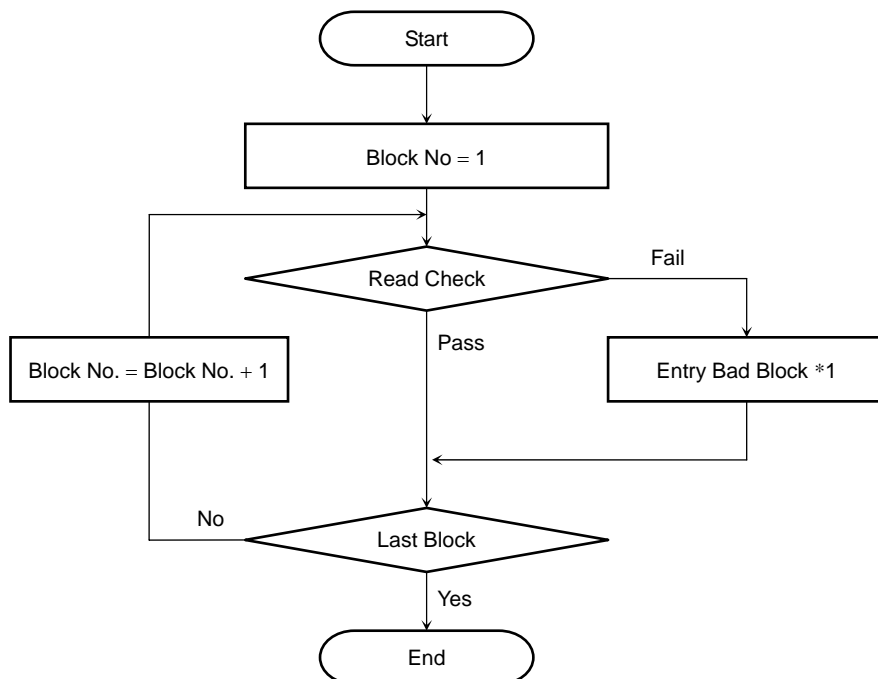 Start
Block No = 1
Read Check
Fail
Pass
Block No. = Block No. + 1
Entry Bad Block *1
No
Last Block
Yes
End